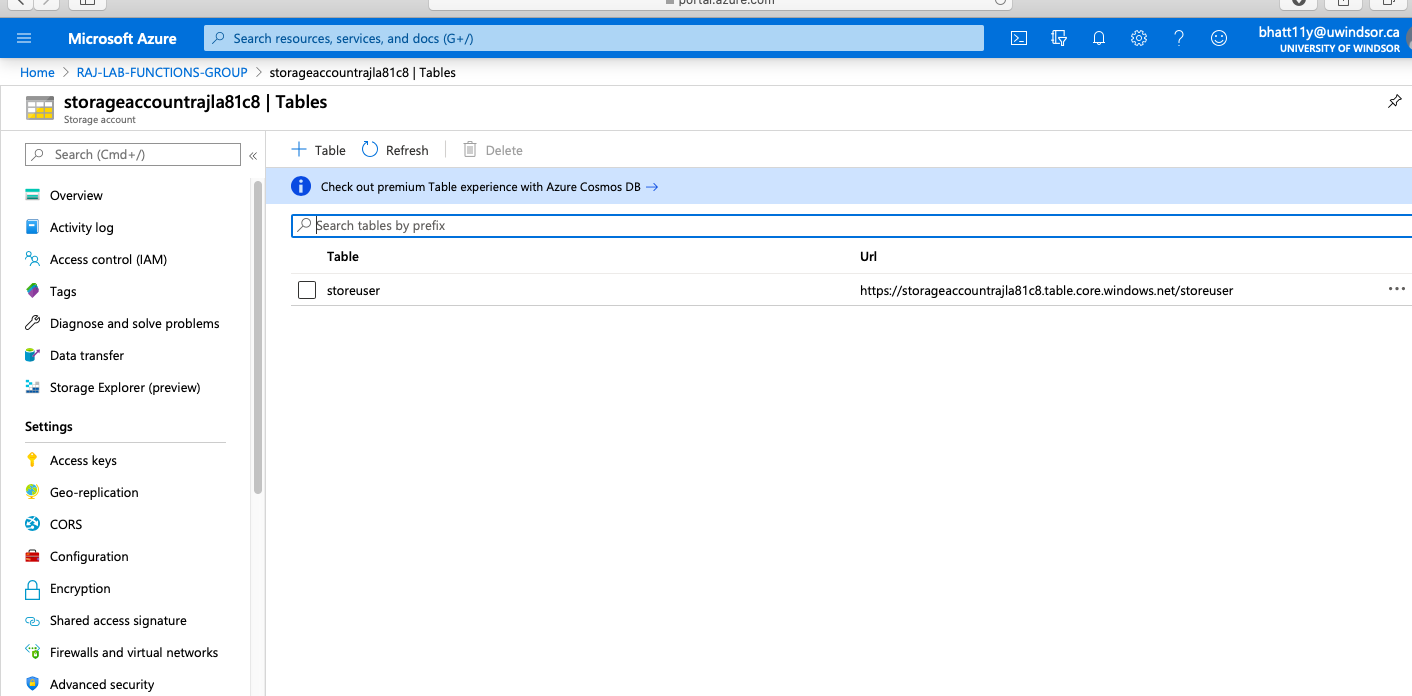 portal.azure.com
Microsoft Azure
Search resources, services, and docs (G+/)
bhatt11y@uwindsor.ca
UNIVERSITY OF WINDSOR
Home > RAJ-LAB-FUNCTIONS-GROUP > storageaccountrajla81c8 | Tables
storageaccountrajla81c8 | Tables
Storage account
Search (Cmd+/)
«
Table Refresh Delete
Check out premium Table experience with Azure Cosmos DB →
Search tables by prefix
Table Url
storeuser https://storageaccountrajla81c8.table.core.windows.net/storeuser
Overview
Activity log
Access control (IAM)
Tags
Diagnose and solve problems
Data transfer
Storage Explorer (preview)
Settings
Access keys
Geo-replication
CORS
Configuration
Encryption
Shared access signature
Firewalls and virtual networks
Advanced security